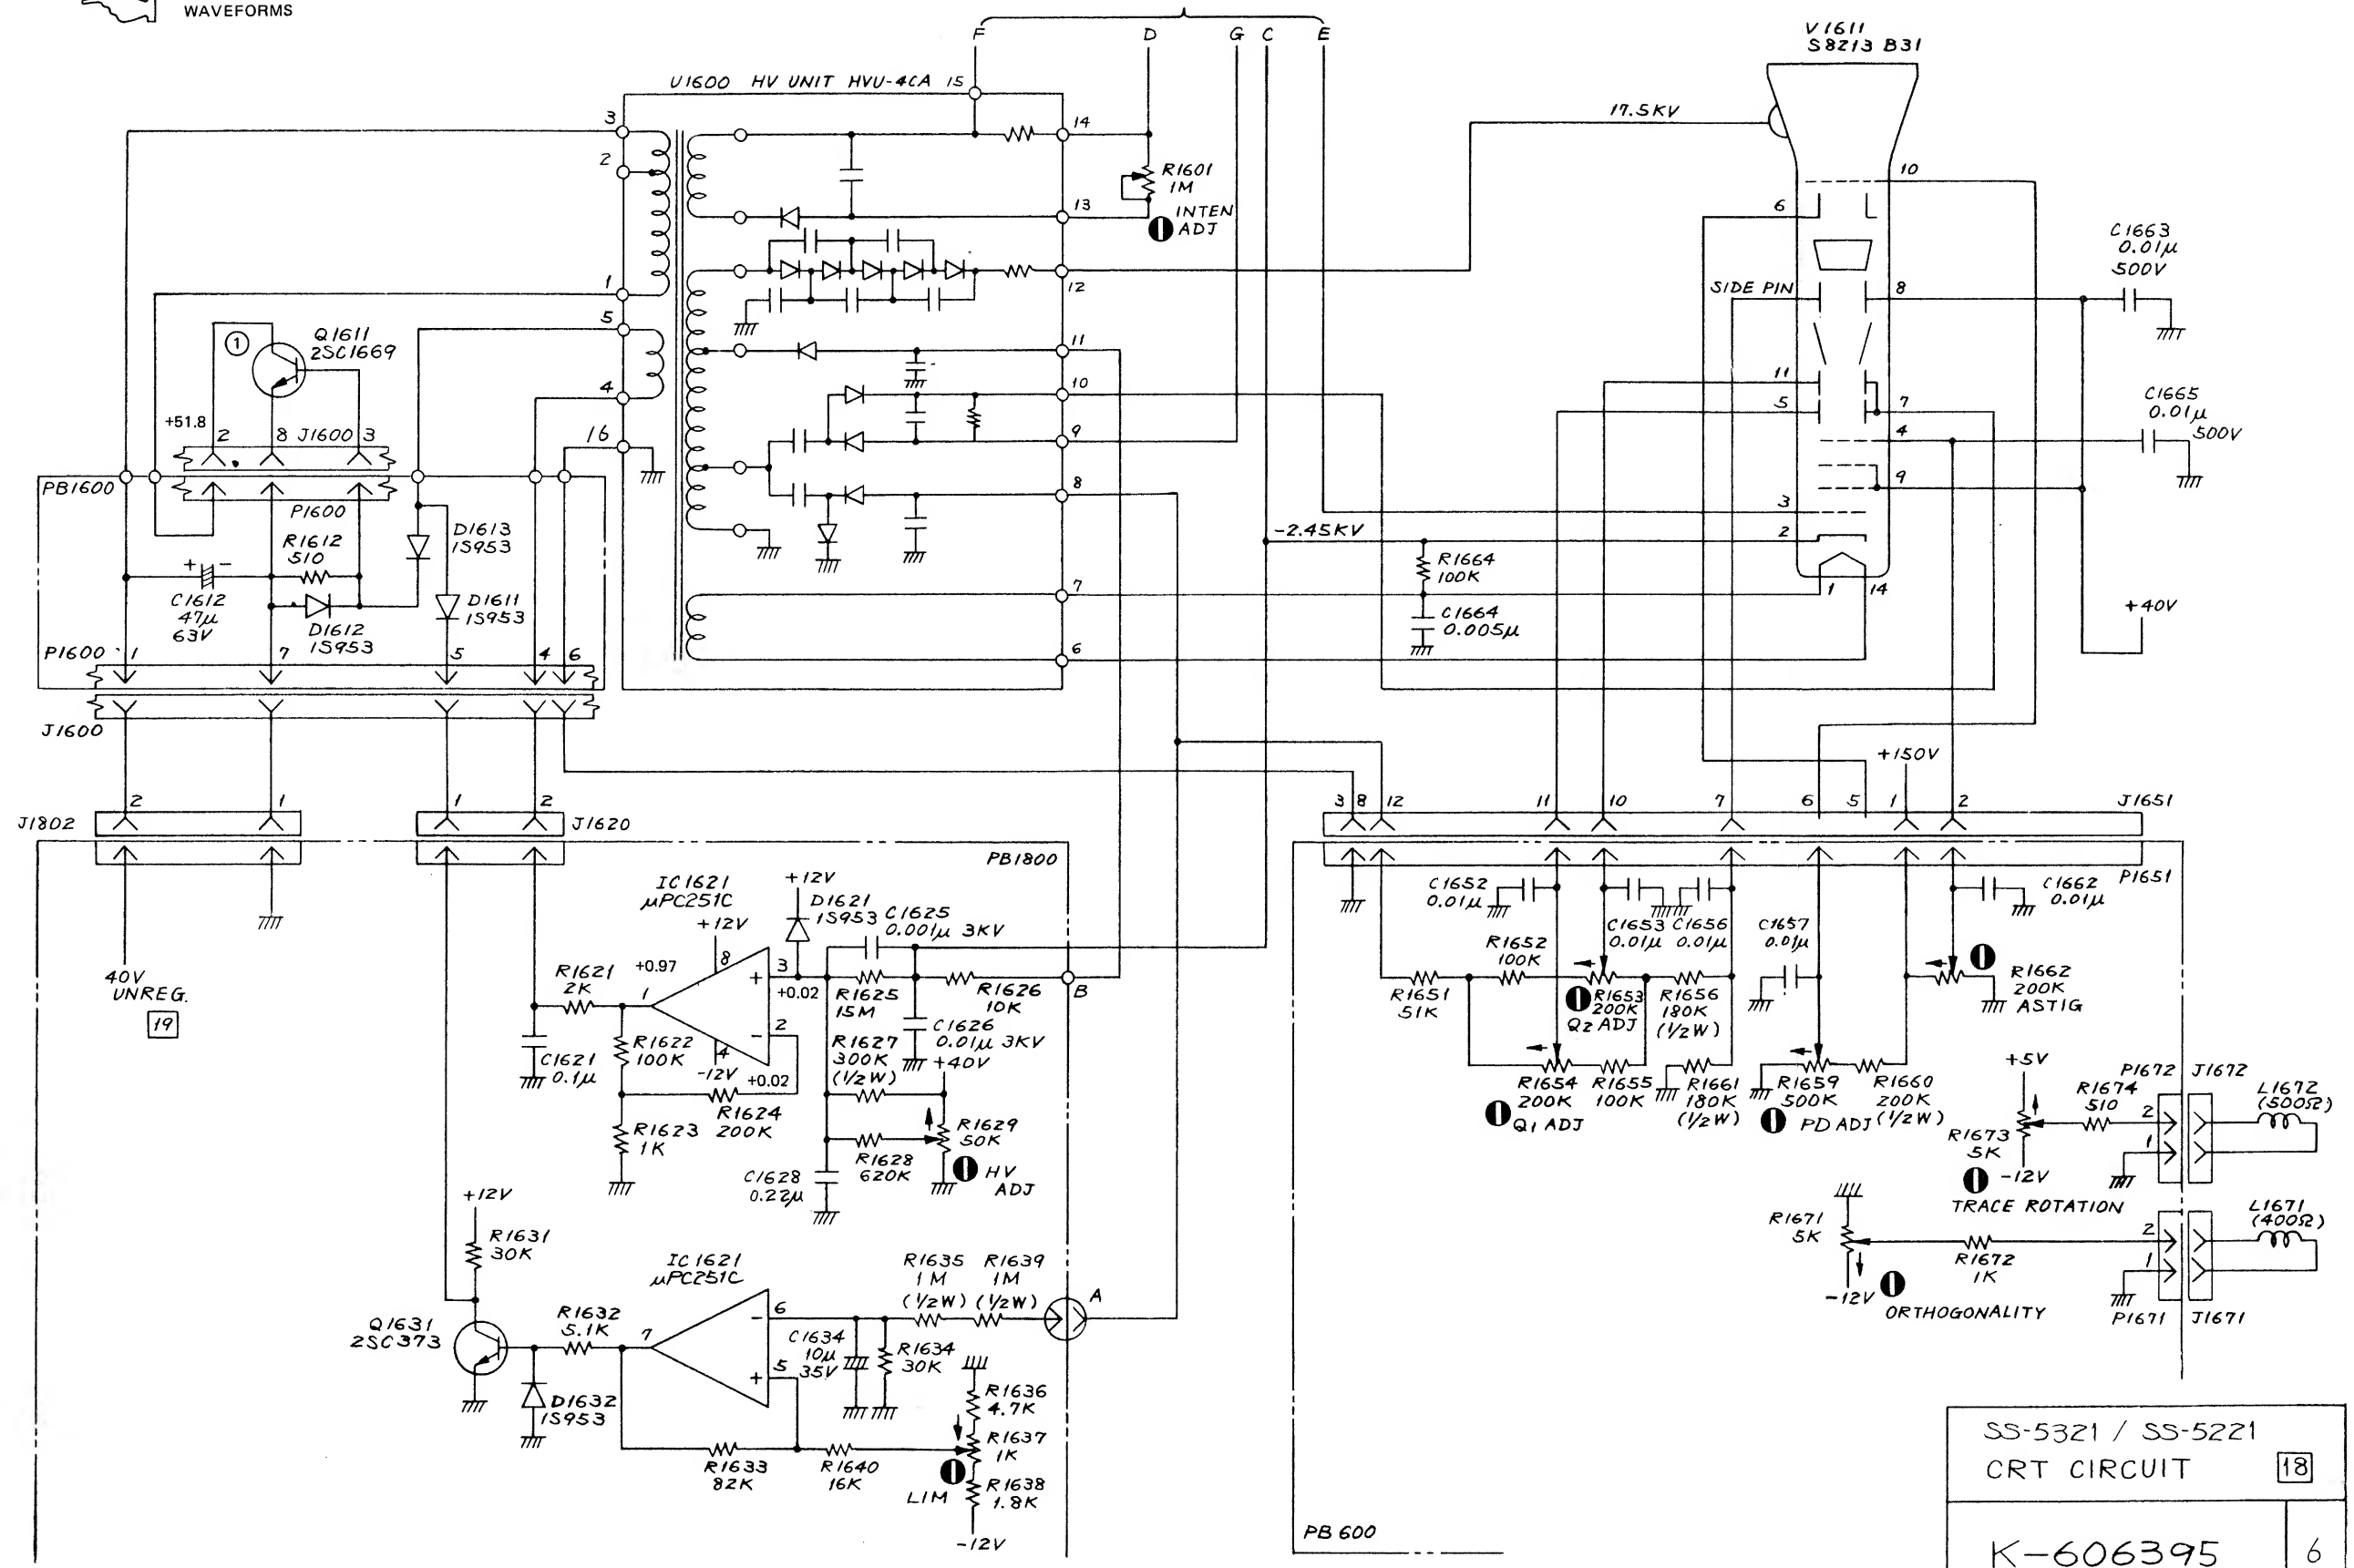 WAVEFORMS
F D G C E
V1611
S8213 B31
U1600 HV UNIT HVU-4CA 15
3
2
1
5
4
16
14
13
12
11
10
9
8
7
6
R1601
1M
INTEN
ADJ
17.5KV
10
6
SIDE PIN
8
11
5
7
4
9
3
2
1 14
C1663
0.01μ
500V
C1665
0.01μ
500V
+40V
1
Q1611
2SC1669
+51.8
2 8 J1600 3
PB1600
P1600
R1612
510
D1613
1S953
C1612
47μ
63V
+ -
D1612
1S953
D1611
1S953
P1600 1 7 5 4 6
J1600
-2.45KV
R1664
100K
C1664
0.005μ
+150V
J1802
2 1
1 2
J1620
3 8 12 11 10 7 6 5 1 2
J1651
P1651
PB1800
40V
UNREG.
19
IC1621
μPC251C
+12V
8
+12V
D1621
1S953
C1625
0.001μ 3KV
R1621
2K
+0.97
1
+ 3
+0.02
- 2
4
-12V
+0.02
R1625
15M
R1626
10K
B
C1621
0.1μ
R1622
100K
R1627
300K
(1/2W)
C1626
0.01μ 3KV
+40V
R1624
200K
R1623
1K
R1629
50K
R1628
620K
HV
ADJ
C1628
0.22μ
+12V
R1631
30K
Q1631
2SC373
R1632
5.1K
D1632
1S953
IC1621
μPC251C
7
- 6
+ 5
R1635
1M
(1/2W)
R1639
1M
(1/2W)
A
C1634
10μ
35V
R1634
30K
R1636
4.7K
R1637
1K
R1638
1.8K
LIM
-12V
R1633
82K
R1640
16K
C1652
0.01μ
C1653
0.01μ
C1656
0.01μ
C1657
0.01μ
C1662
0.01μ
R1651
51K
R1652
100K
R1653
200K
Q2 ADJ
R1656
180K
(1/2W)
R1662
200K
ASTIG
R1654
200K
Q1 ADJ
R1655
100K
R1661
180K
(1/2W)
R1659
500K
PD ADJ
R1660
200K
(1/2W)
+5V
R1673
5K
-12V
TRACE ROTATION
R1674
510
P1672 J1672
2
1
L1672
(500Ω)
R1671
5K
-12V
ORTHOGONALITY
R1672
1K
2
1
P1671 J1671
L1671
(400Ω)
PB600
SS-5321 / SS-5221
CRT CIRCUIT 18
K-606395 6